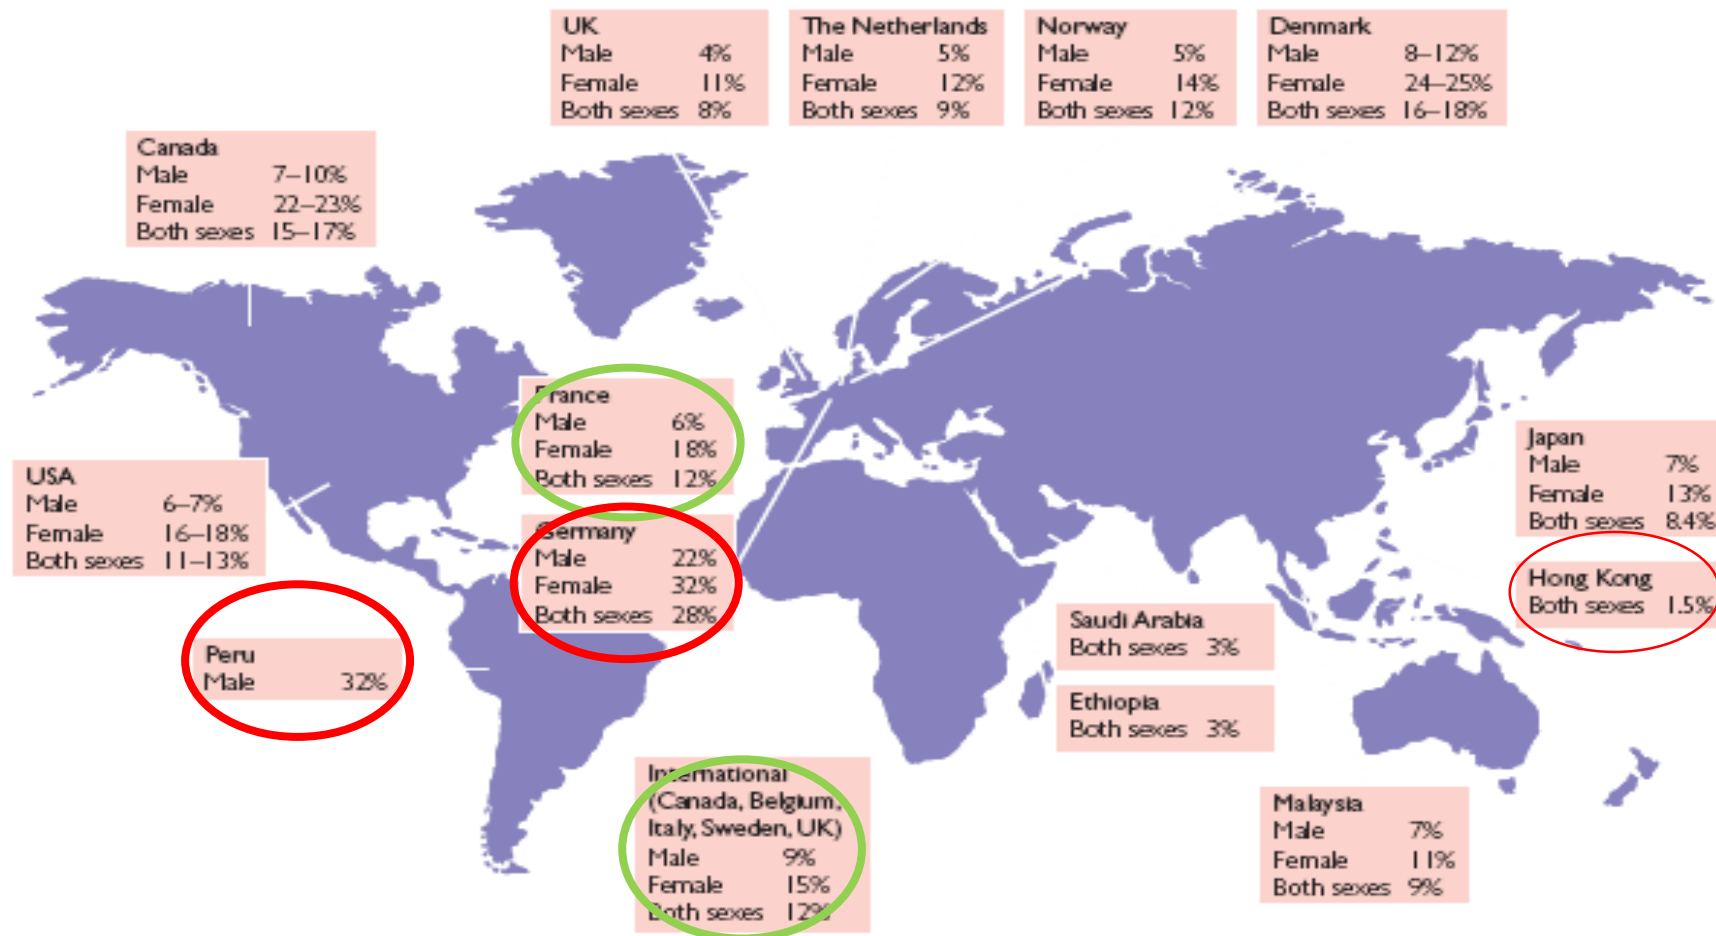 UK
Male 4%
Female 11%
Both sexes 8%
The Netherlands
Male 5%
Female 12%
Both sexes 9%
Norway
Male 5%
Female 14%
Both sexes 12%
Denmark
Male 8–12%
Female 24–25%
Both sexes 16–18%
Canada
Male 7–10%
Female 22–23%
Both sexes 15–17%
France
Male 6%
Female 18%
Both sexes 12%
USA
Male 6–7%
Female 16–18%
Both sexes 11–13%
Germany
Male 22%
Female 32%
Both sexes 28%
Japan
Male 7%
Female 13%
Both sexes 8.4%
Hong Kong
Both sexes 1.5%
Peru
Male 32%
Saudi Arabia
Both sexes 3%
Ethiopia
Both sexes 3%
International
(Canada, Belgium,
Italy, Sweden, UK)
Male 9%
Female 15%
Both sexes 12%
Malaysia
Male 7%
Female 11%
Both sexes 9%